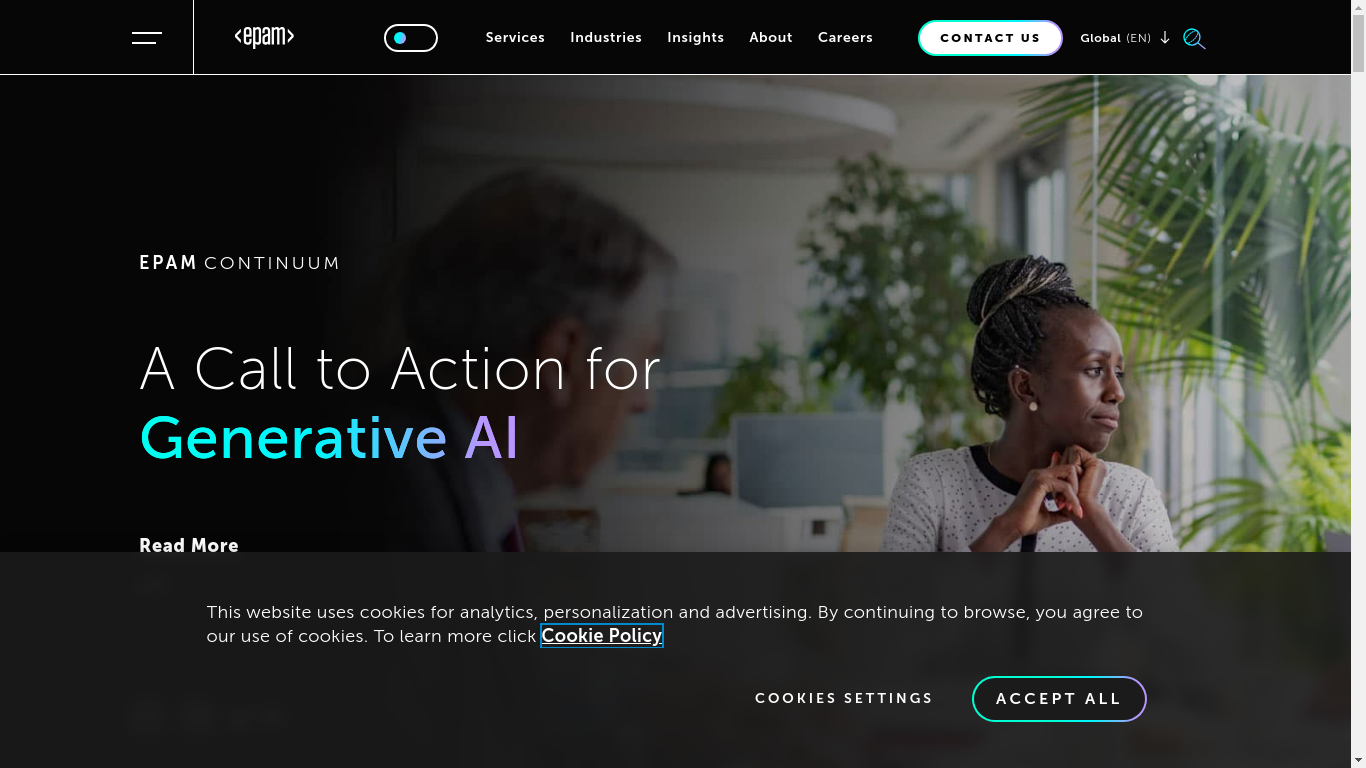 <epam>
Services
Industries
Insights
About
Careers
CONTACT US
Global (EN)
EPAM CONTINUUM
A Call to Action for
Generative AI
Read More
This website uses cookies for analytics, personalization and advertising. By continuing to browse, you agree to
our use of cookies. To learn more click Cookie Policy
COOKIES SETTINGS
ACCEPT ALL